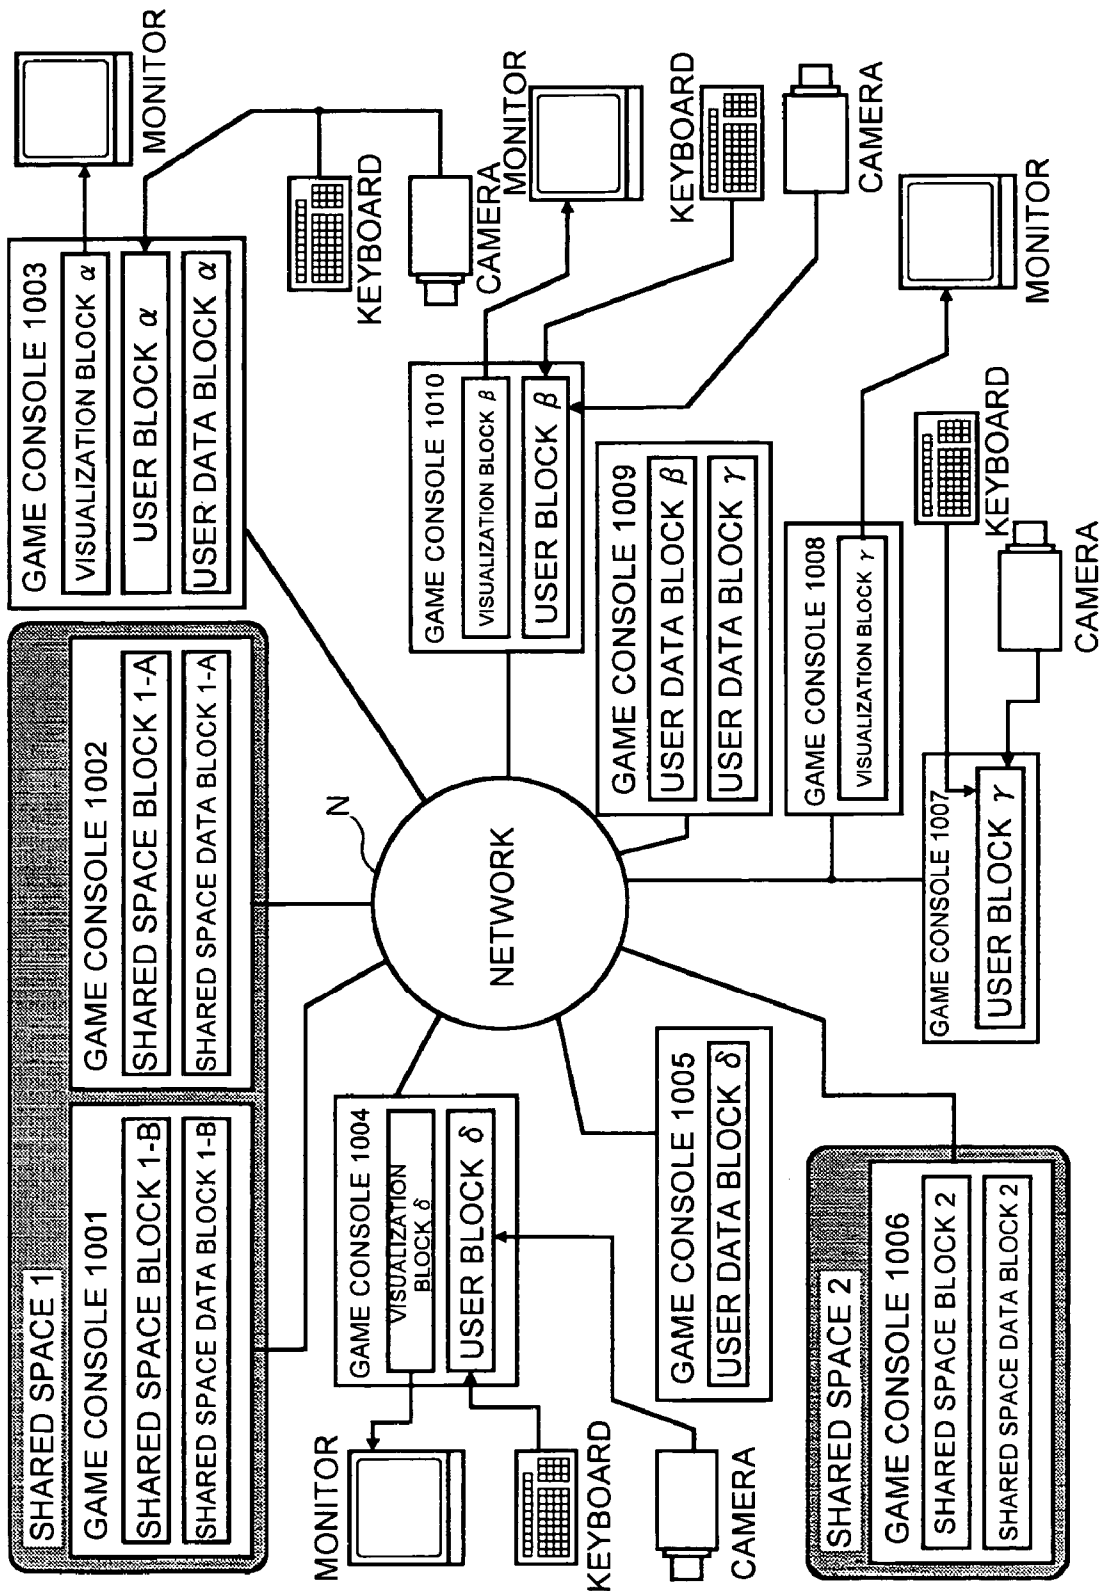 SHARED SPACE 1
GAME CONSOLE 1001
SHARED SPACE BLOCK 1-B
SHARED SPACE DATA BLOCK 1-B
GAME CONSOLE 1002
SHARED SPACE BLOCK 1-A
SHARED SPACE DATA BLOCK 1-A
GAME CONSOLE 1003
VISUALIZATION BLOCK α
USER BLOCK α
USER DATA BLOCK α
MONITOR
KEYBOARD
CAMERA
MONITOR
GAME CONSOLE 1004
VISUALIZATION
BLOCK δ
USER BLOCK δ
KEYBOARD
CAMERA
N
NETWORK
GAME CONSOLE 1010
VISUALIZATION BLOCK β
USER BLOCK β
MONITOR
KEYBOARD
CAMERA
GAME CONSOLE 1005
USER DATA BLOCK δ
GAME CONSOLE 1009
USER DATA BLOCK β
USER DATA BLOCK γ
SHARED SPACE 2
GAME CONSOLE 1006
SHARED SPACE BLOCK 2
SHARED SPACE DATA BLOCK 2
GAME CONSOLE 1008
VISUALIZATION BLOCK γ
MONITOR
GAME CONSOLE 1007
USER BLOCK γ
KEYBOARD
CAMERA